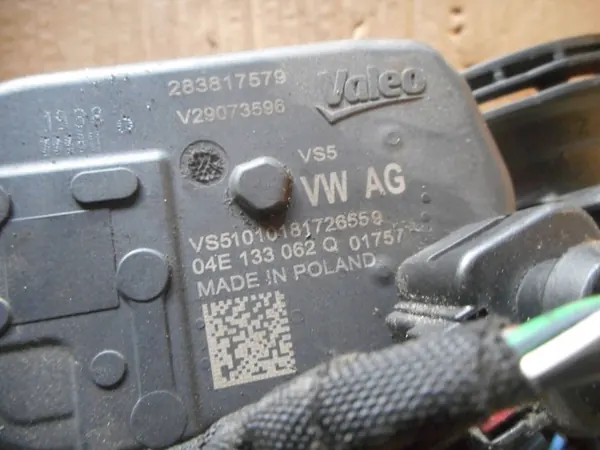 283817579
Valeo
V29073596
1938
VS5
VW AG
VS51010181726559
04E 133 062 Q 01757
MADE IN POLAND